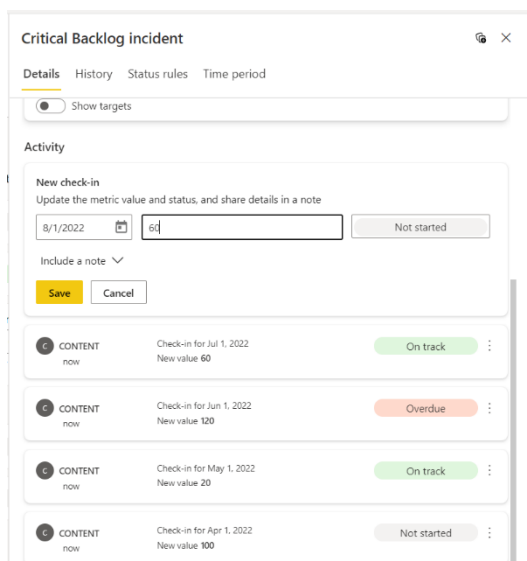 Critical Backlog incident
Details History Status rules Time period
Show targets
Activity
New check-in
Update the metric value and status, and share details in a note
8/1/2022 60 Not started
Include a note
Save Cancel
C CONTENT Check-in for Jul 1, 2022 On track
now New value 60
C CONTENT Check-in for Jun 1, 2022 Overdue
now New value 120
C CONTENT Check-in for May 1, 2022 On track
now New value 20
C CONTENT Check-in for Apr 1, 2022 Not started
now New value 100